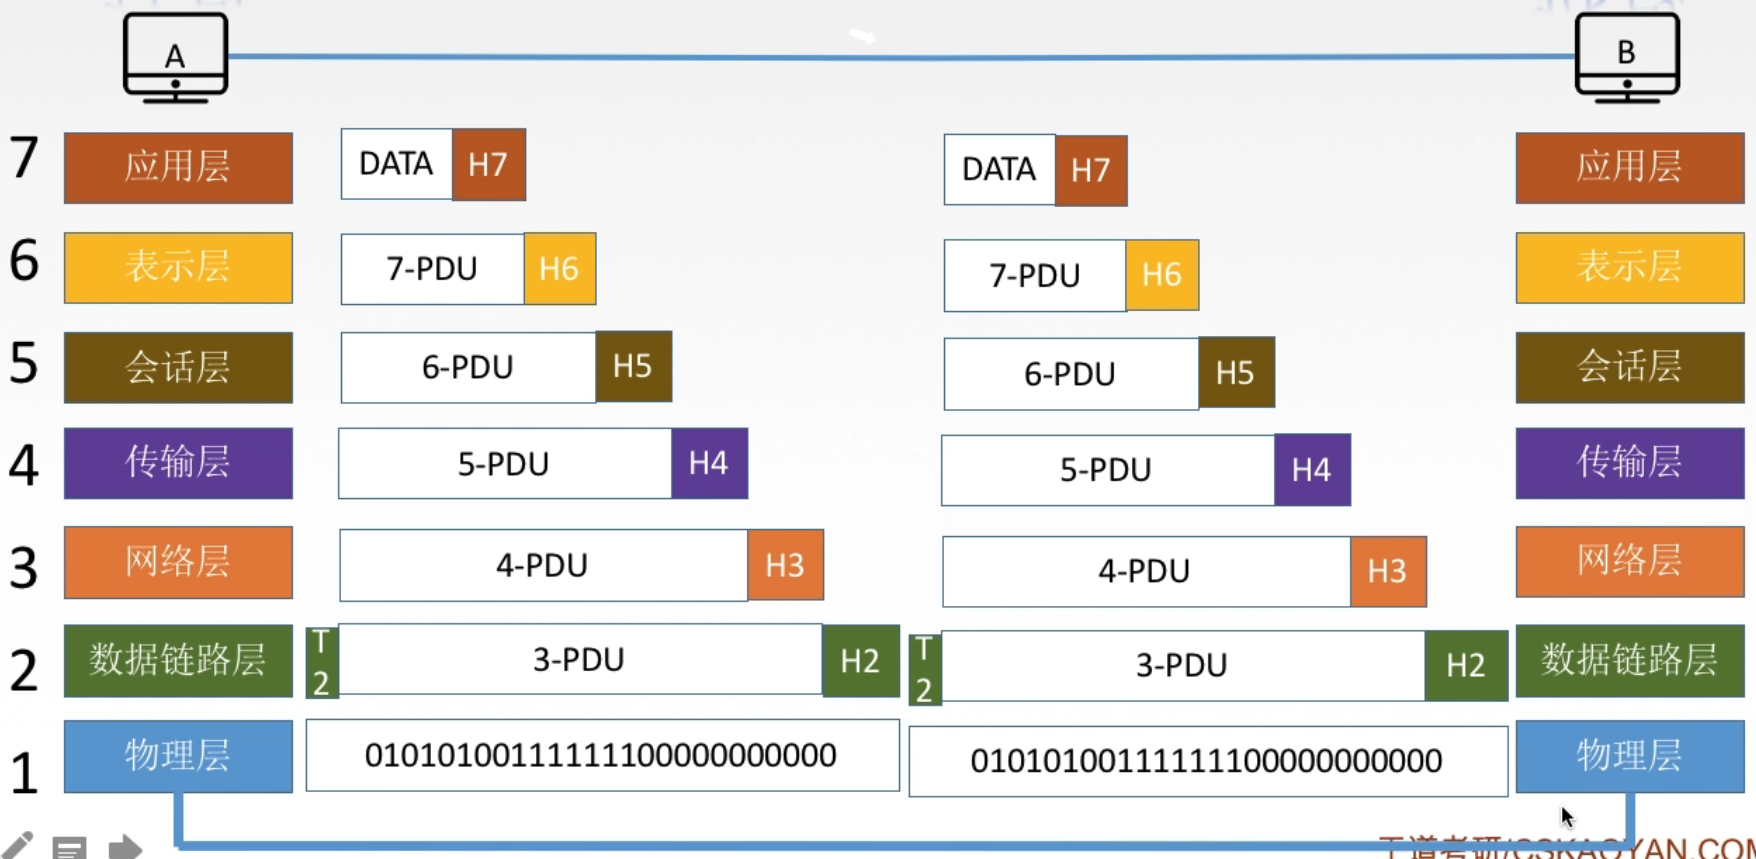 A
B
7 应用层 DATA H7 DATA H7 应用层
6 表示层 7-PDU H6 7-PDU H6 表示层
5 会话层 6-PDU H5 6-PDU H5 会话层
4 传输层 5-PDU H4 5-PDU H4 传输层
3 网络层 4-PDU H3 4-PDU H3 网络层
2 数据链路层 T2 3-PDU H2 T2 3-PDU H2 数据链路层
1 物理层 0101010011111110000000000 0101010011111110000000000 物理层
王道考研/CSKAOYAN.COM